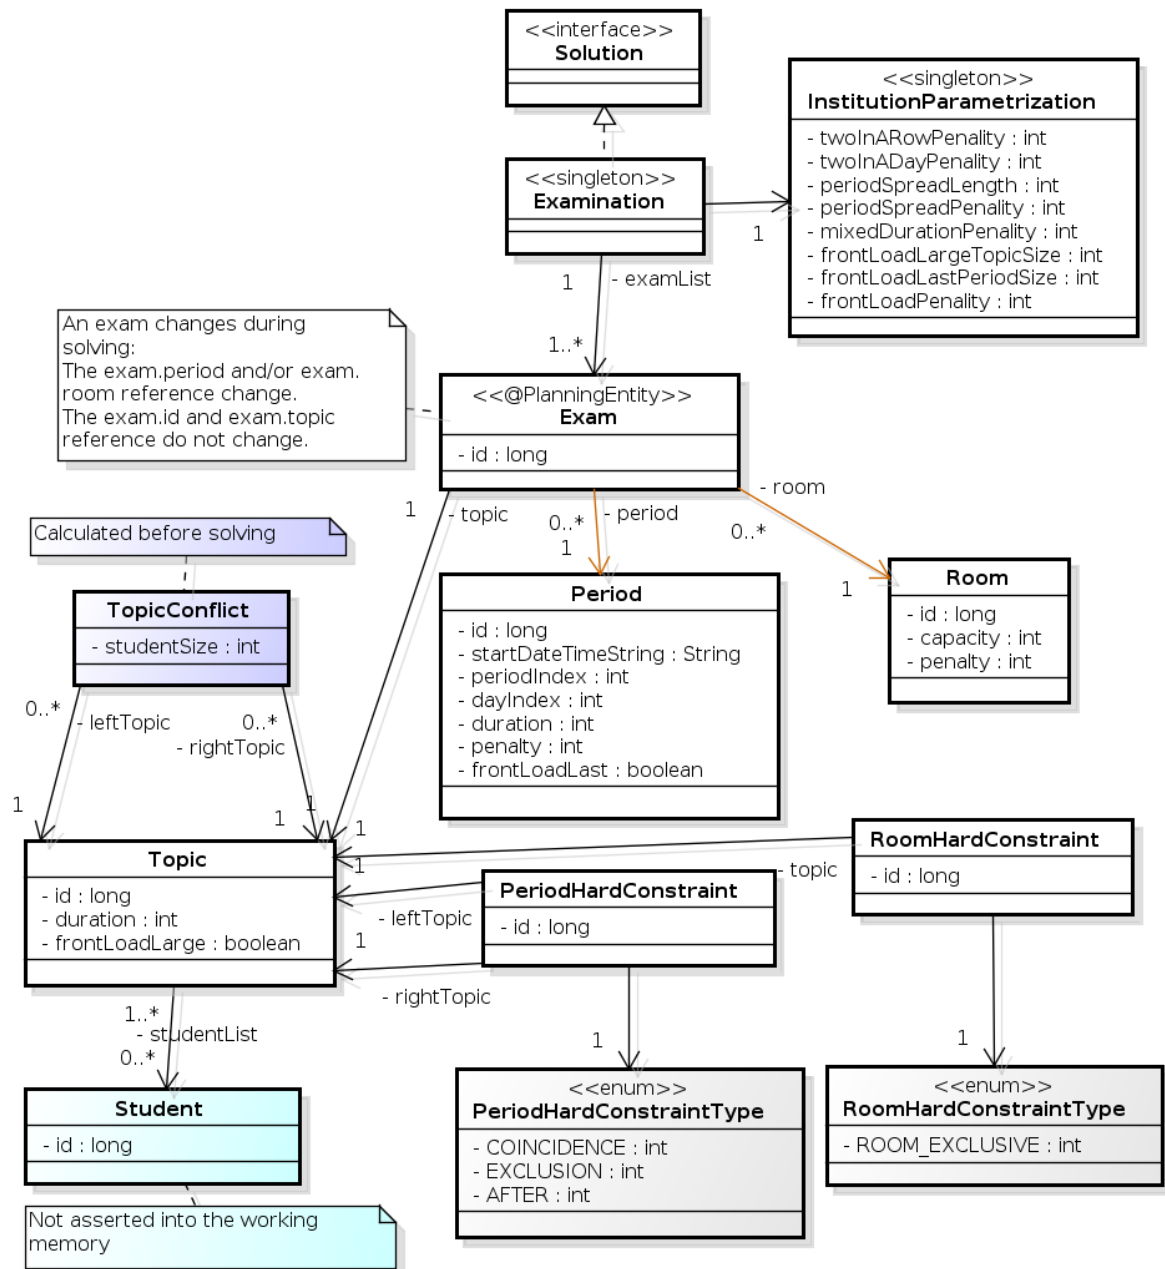 <<interface>>
Solution
<<singleton>>
InstitutionParametrization
- twoInARowPenality : int
- twoInADayPenality : int
- periodSpreadLength : int
- periodSpreadPenality : int
- mixedDurationPenality : int
- frontLoadLargeTopicSize : int
- frontLoadLastPeriodSize : int
- frontLoadPenality : int
<<singleton>>
Examination
1
1
- examList
1..*
An exam changes during
solving:
The exam.period and/or exam.
room reference change.
The exam.id and exam.topic
reference do not change.
<<@PlanningEntity>>
Exam
- id : long
1
- topic
0..*
1
- period
- room
0..*
1
Calculated before solving
TopicConflict
- studentSize : int
0..*
- leftTopic
0..*
- rightTopic
1
1
1
1
Period
- id : long
- startDateTimeString : String
- periodIndex : int
- dayIndex : int
- duration : int
- penalty : int
- frontLoadLast : boolean
Room
- id : long
- capacity : int
- penalty : int
Topic
- id : long
- duration : int
- frontLoadLarge : boolean
1
- leftTopic
1
- rightTopic
PeriodHardConstraint
- id : long
- topic
RoomHardConstraint
- id : long
1..*
- studentList
0..*
1
1
Student
- id : long
Not asserted into the working
memory
<<enum>>
PeriodHardConstraintType
- COINCIDENCE : int
- EXCLUSION : int
- AFTER : int
<<enum>>
RoomHardConstraintType
- ROOM_EXCLUSIVE : int